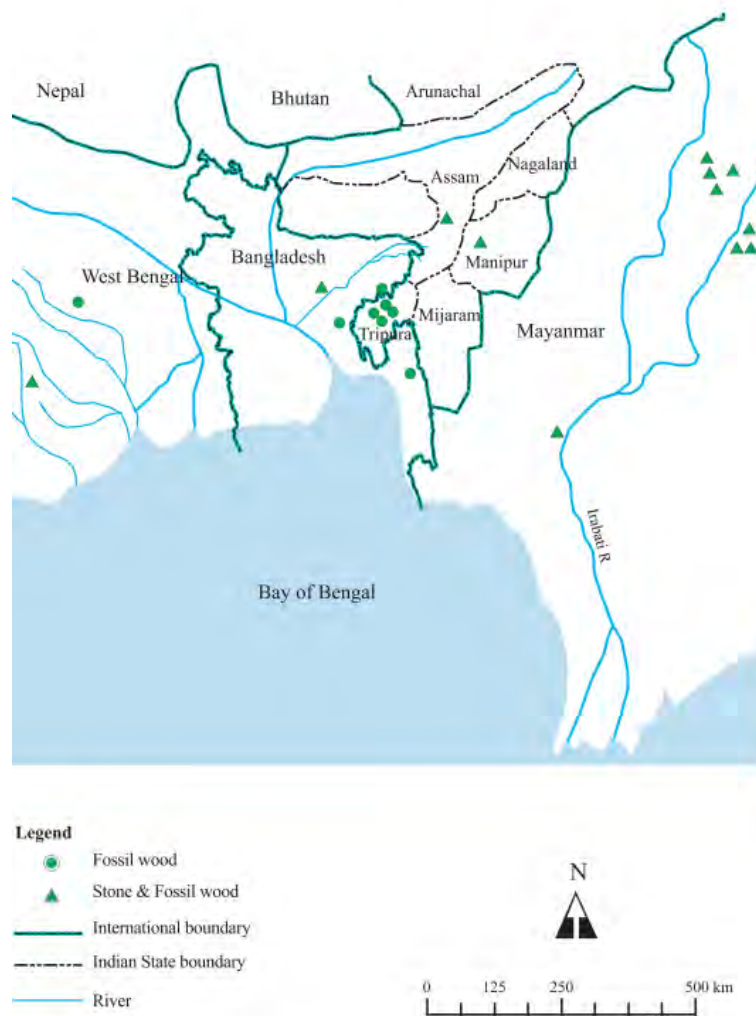 Nepal
Bhutan
Arunachal
Nagaland
Assam
West Bengal
Bangladesh
Manipur
Mijaram
Tripura
Mayanmar
Irabati R
Bay of Bengal
Legend
Fossil wood
Stone & Fossil wood
International boundary
Indian State boundary
River
N
0 125 250 500 km